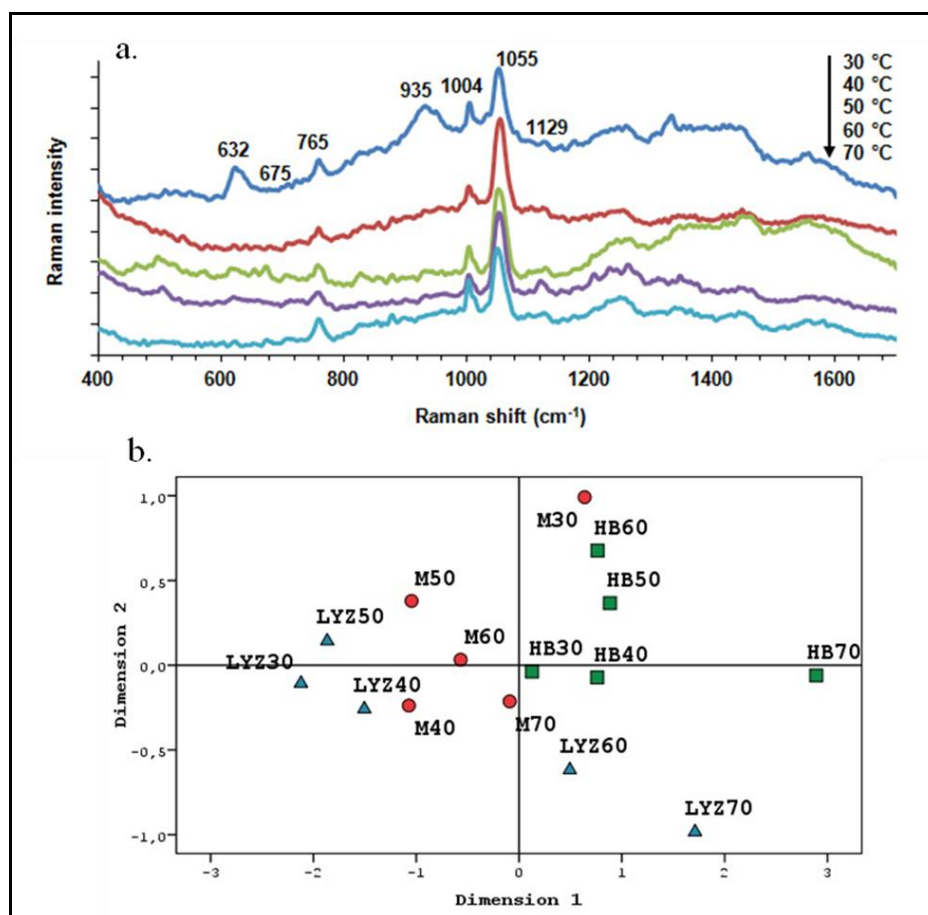 a.
1055
30 °C
40 °C
50 °C
60 °C
70 °C
935
1004
1129
765
632
675
Raman intensity
400 600 800 1000 1200 1400 1600
Raman shift (cm⁻¹)
b.
1,0
M30
HB60
0,5
M50
HB50
LYZ50
M60
LYZ30
HB30
HB40
HB70
0,0
LYZ40
M40
M70
-0,5
LYZ60
LYZ70
-1,0
Dimension 2
-3 -2 -1 0 1 2 3
Dimension 1